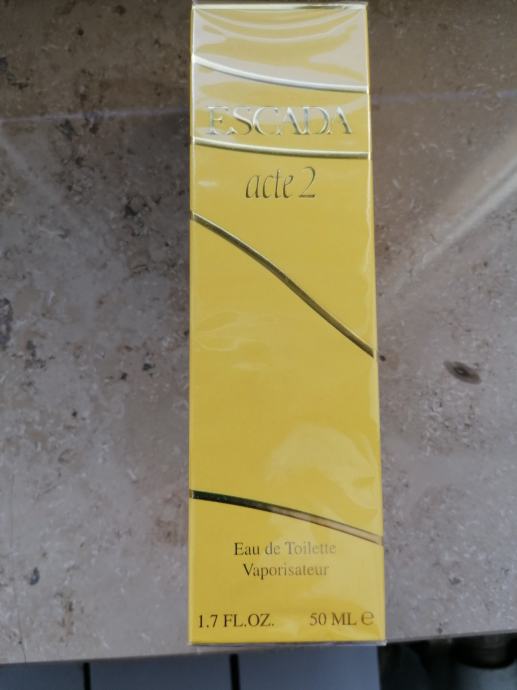 ESCADA
acte 2
Eau de Toilette
Vaporisateur
1.7 FL.OZ. 50 ML ℮